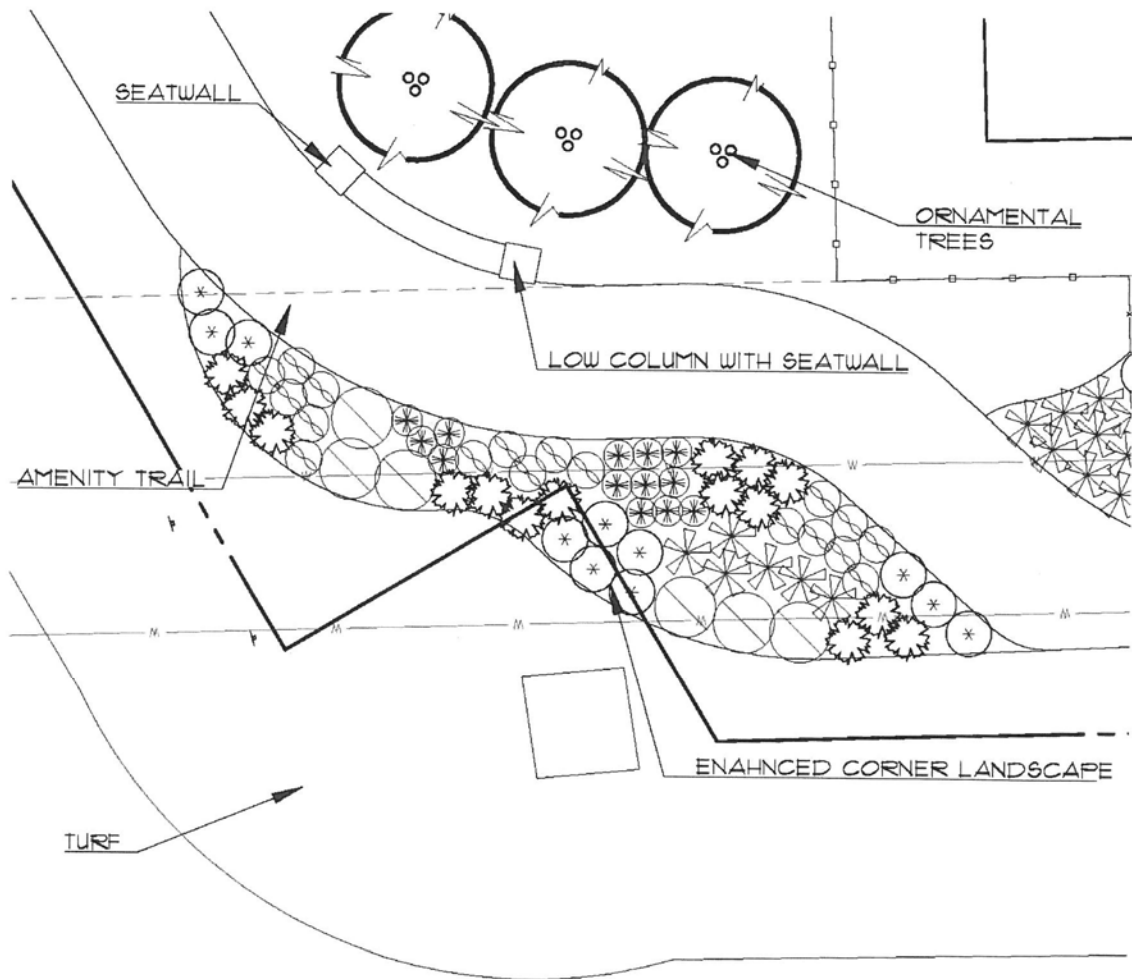 SEATWALL
ORNAMENTAL
TREES
LOW COLUMN WITH SEATWALL
AMENITY TRAIL
W
W
W
W
W
W
W
ENAHNCED CORNER LANDSCAPE
TURF